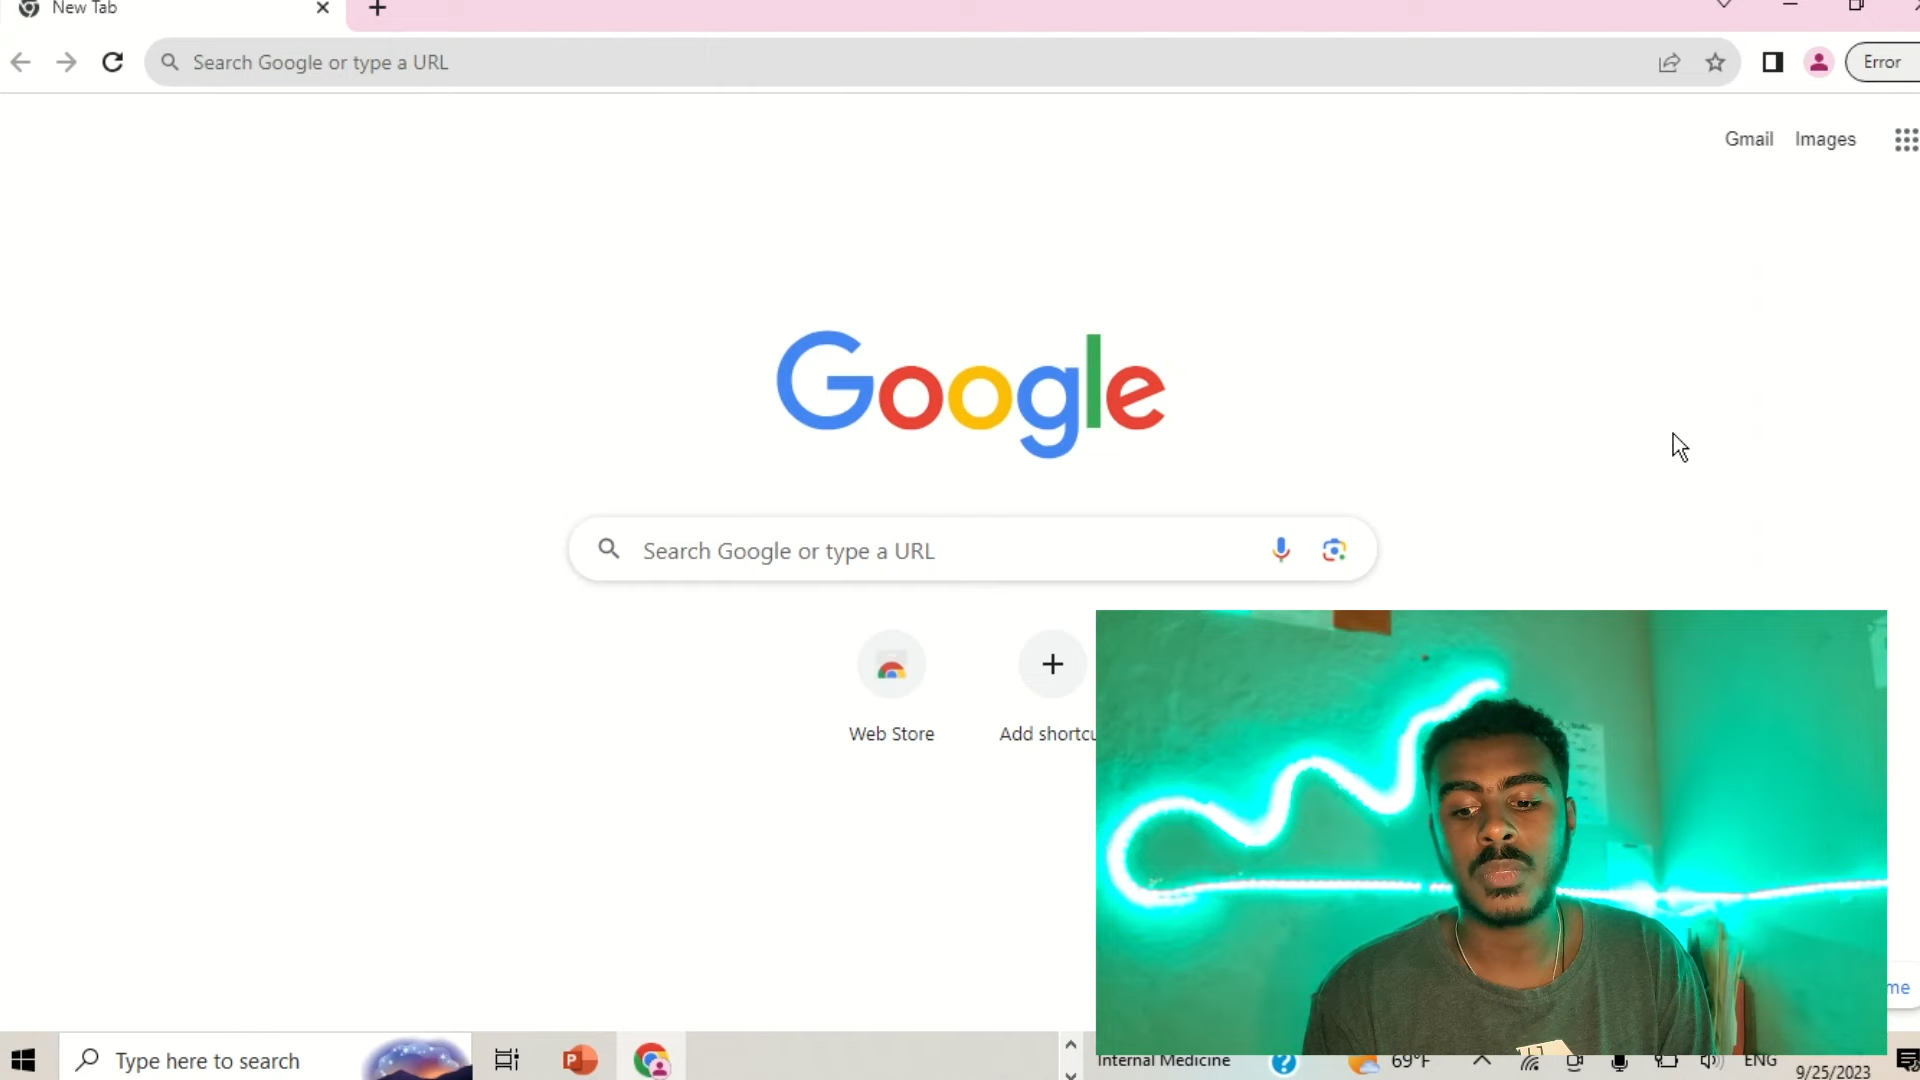 New Tab
Search Google or type a URL
Error
Gmail Images
Google
Search Google or type a URL
Web Store
Add shortcu
me
Type here to search
Internal Medicine
69°F
ENG
9/25/2023